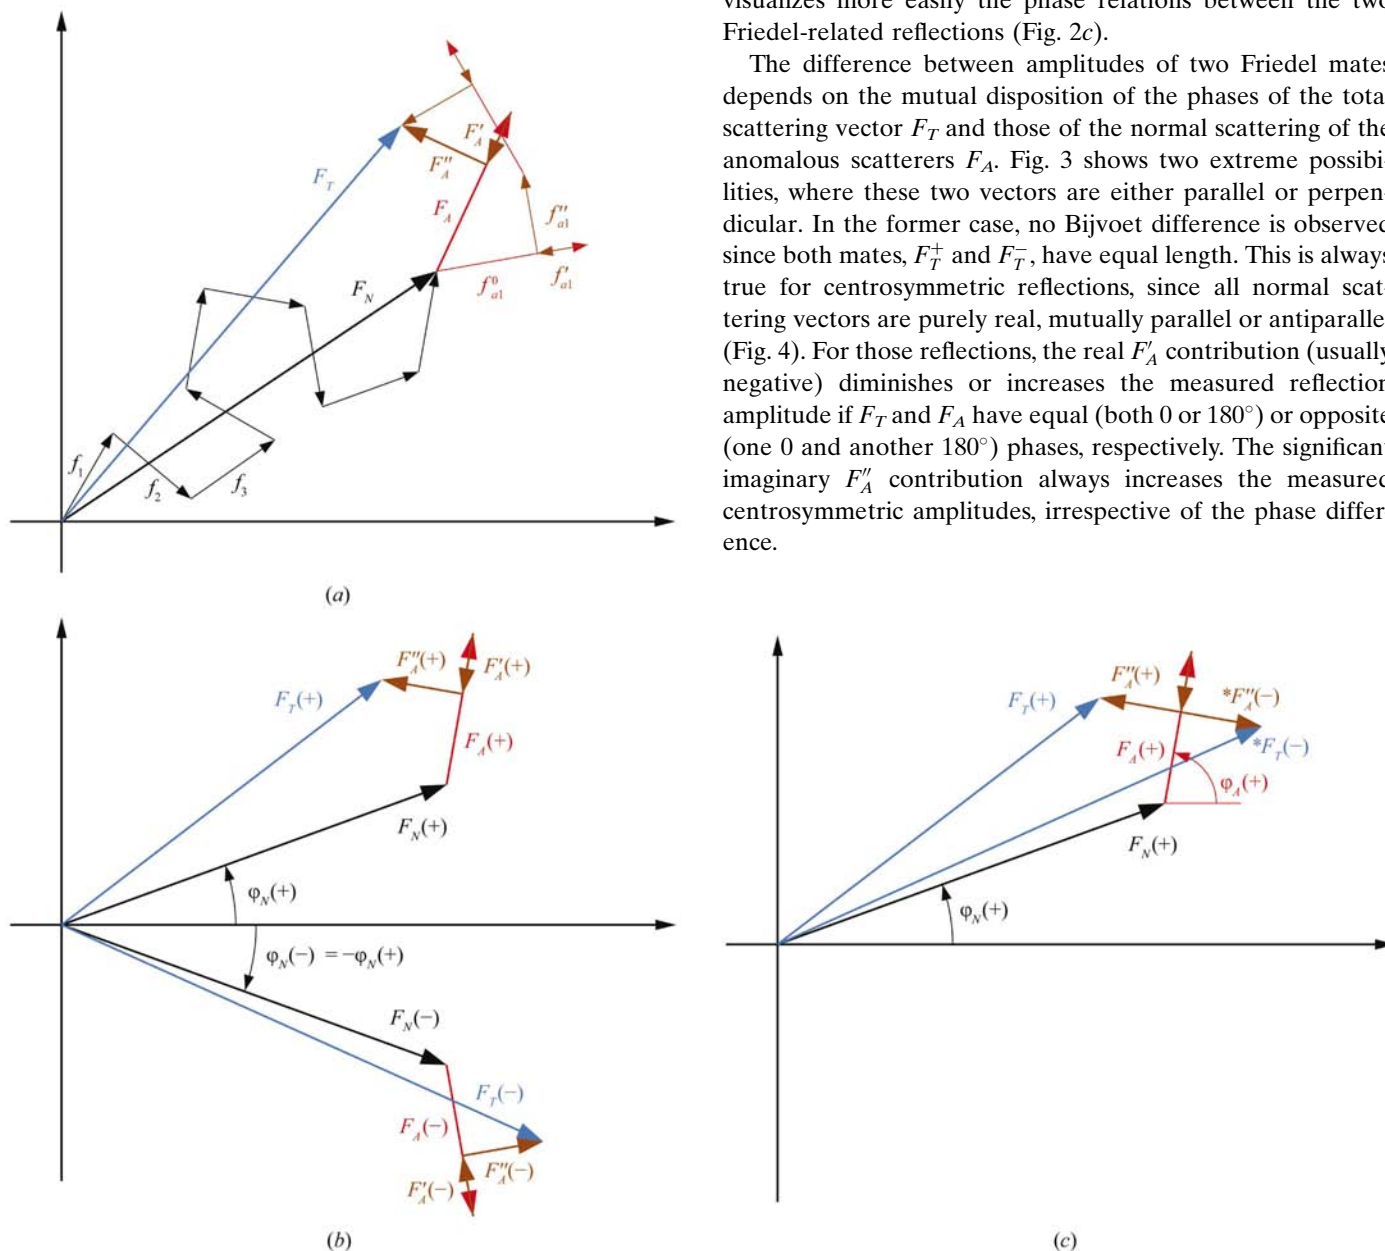 visualizes more easily the phase relations between the two
Friedel-related reflections (Fig. 2c).
The difference between amplitudes of two Friedel mates
depends on the mutual disposition of the phases of the total
scattering vector F_T and those of the normal scattering of the
anomalous scatterers F_A. Fig. 3 shows two extreme possibi-
lities, where these two vectors are either parallel or perpen-
dicular. In the former case, no Bijvoet difference is observed
since both mates, F_T^+ and F_T^-, have equal length. This is always
true for centrosymmetric reflections, since all normal scat-
tering vectors are purely real, mutually parallel or antiparallel
(Fig. 4). For those reflections, the real F′_A contribution (usually
negative) diminishes or increases the measured reflection
amplitude if F_T and F_A have equal (both 0 or 180°) or opposite
(one 0 and another 180°) phases, respectively. The significant
imaginary F″_A contribution always increases the measured
centrosymmetric amplitudes, irrespective of the phase differ-
ence.
F′_A
F″_A
F_T
F_A
f″_a1
F_N
f^0_a1
f′_a1
f_1
f_2
f_3
(a)
F″_A(+)
F′_A(+)
F_T(+)
F_A(+)
F_N(+)
φ_N(+)
φ_N(−) = −φ_N(+)
F_N(−)
F_T(−)
F_A(−)
F″_A(−)
F′_A(−)
(b)
F″_A(+)
*F″_A(−)
F_T(+)
F_A(+)
*F_T(−)
φ_A(+)
F_N(+)
φ_N(+)
(c)